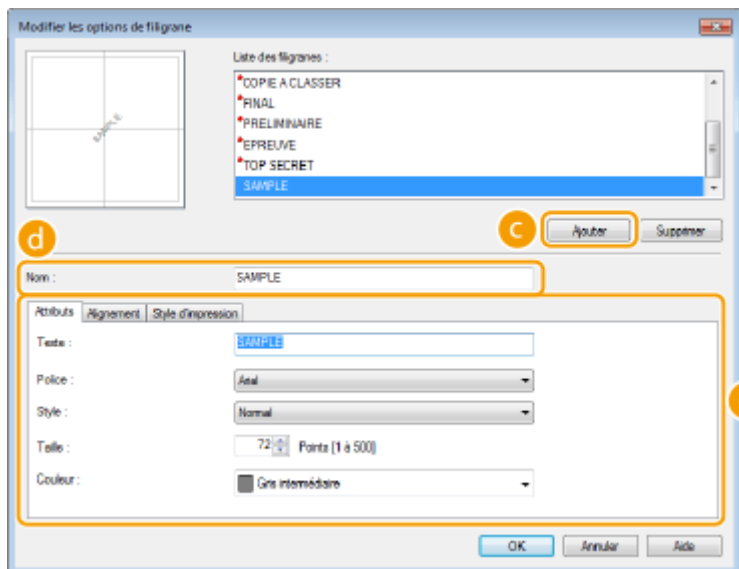 Modifier les options de filigrane
Liste des filigranes :
*COPIE A CLASSER
*FINAL
*PRELIMINAIRE
*EPREUVE
*TOP SECRET
SAMPLE
SAMPLE
c
Ajouter
Supprimer
d
Nom : SAMPLE
Attributs Alignement Style d'impression
Texte : SAMPLE
Police : Arial
Style : Normal
Taille : 72 Points (1 à 500)
Couleur : Gris intermédiaire
OK Annuler Aide